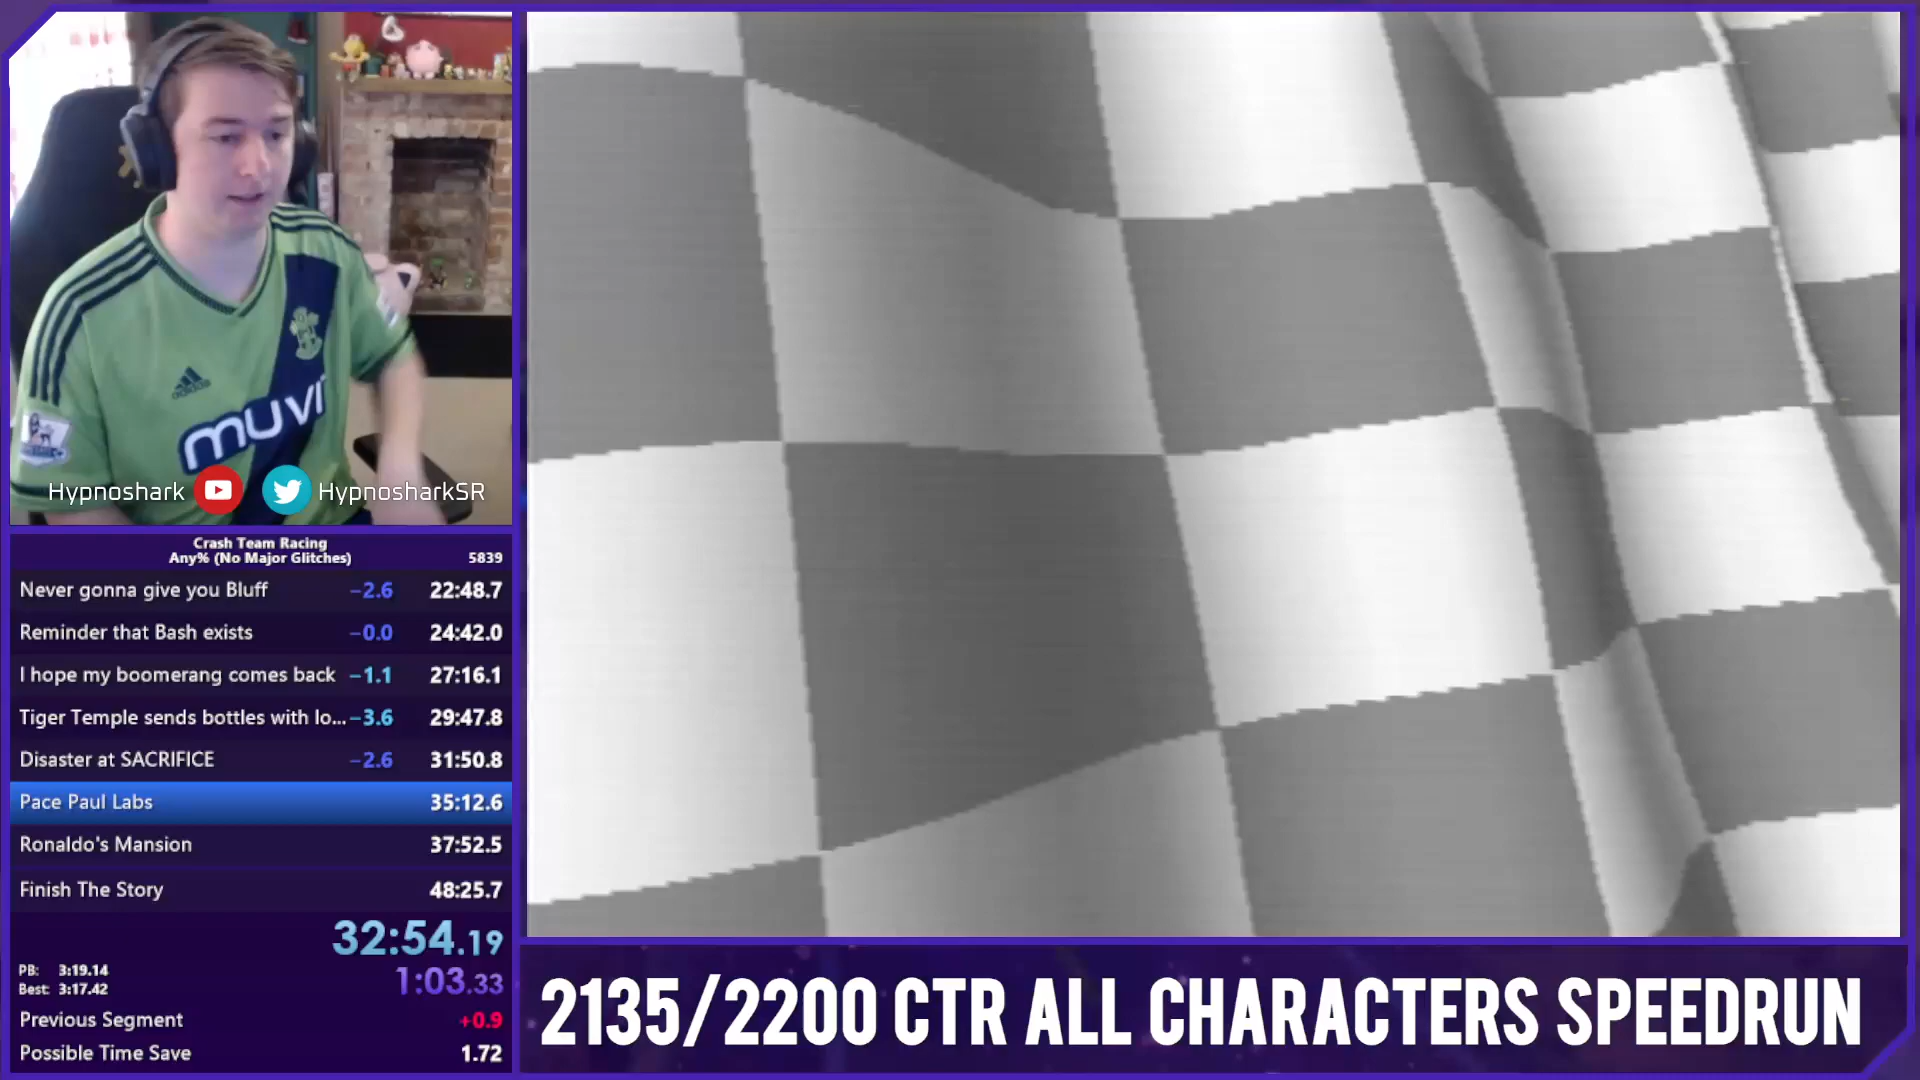 adidas
muvi
Hypnoshark
HypnosharkSR
Crash Team Racing
Any% (No Major Glitches) 5839
Never gonna give you Bluff −2.6 22:48.7
Reminder that Bash exists −0.0 24:42.0
I hope my boomerang comes back −1.1 27:16.1
Tiger Temple sends bottles with lo... −3.6 29:47.8
Disaster at SACRIFICE −2.6 31:50.8
Pace Paul Labs 35:12.6
Ronaldo's Mansion 37:52.5
Finish The Story 48:25.7
32:54.19
PB: 3:19.14
Best: 3:17.42
1:03.33
Previous Segment +0.9
Possible Time Save 1.72
2135/2200 CTR ALL CHARACTERS SPEEDRUN